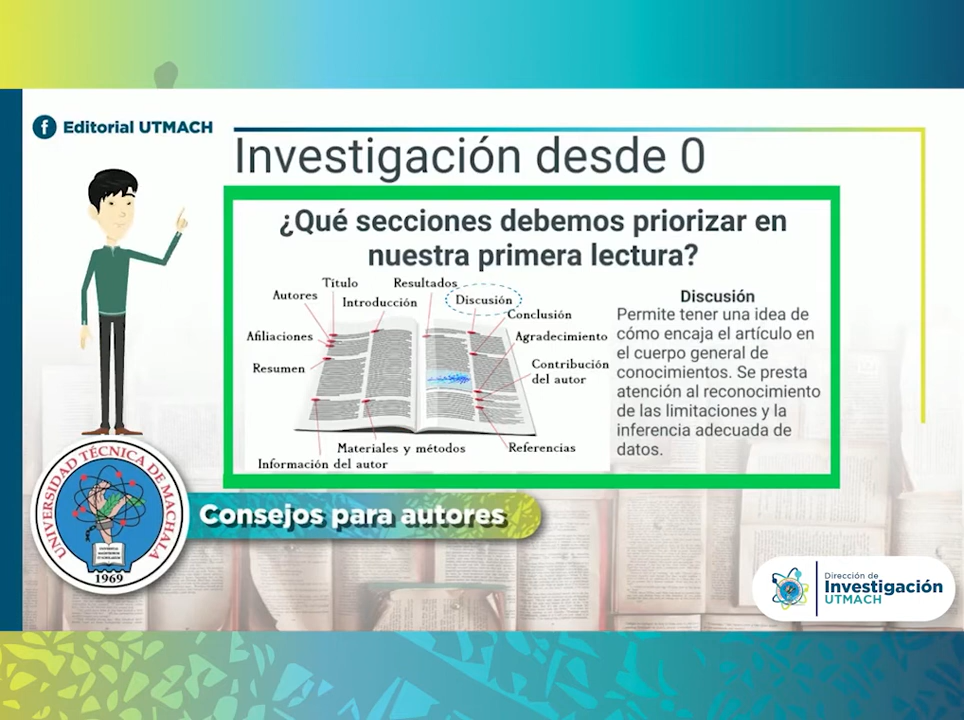 Editorial UTMACH
Investigación desde 0
¿Qué secciones debemos priorizar en
nuestra primera lectura?
Título
Resultados
Autores
Introducción
Discusión
Conclusión
Afiliaciones
Agradecimiento
Resumen
Contribución
del autor
Materiales y métodos
Referencias
Información del autor
Discusión
Permite tener una idea de
cómo encaja el artículo en
el cuerpo general de
conocimientos. Se presta
atención al reconocimiento
de las limitaciones y la
inferencia adecuada de
datos.
UNIVERSIDAD TÉCNICA DE MACHALA
1969
Consejos para autores
Dirección de
Investigación
UTMACH